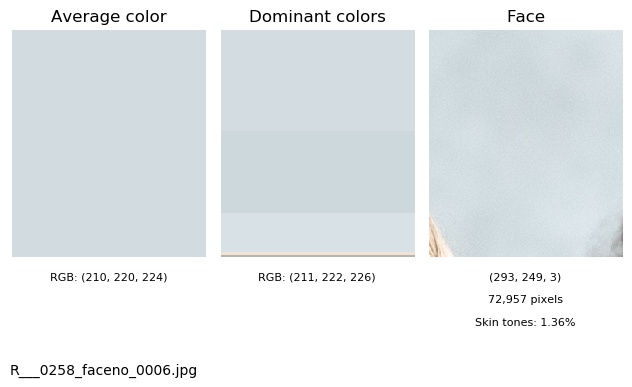 Average color
Dominant colors
Face
RGB: (210, 220, 224)
RGB: (211, 222, 226)
(293, 249, 3)
72,957 pixels
Skin tones: 1.36%
R___0258_faceno_0006.jpg